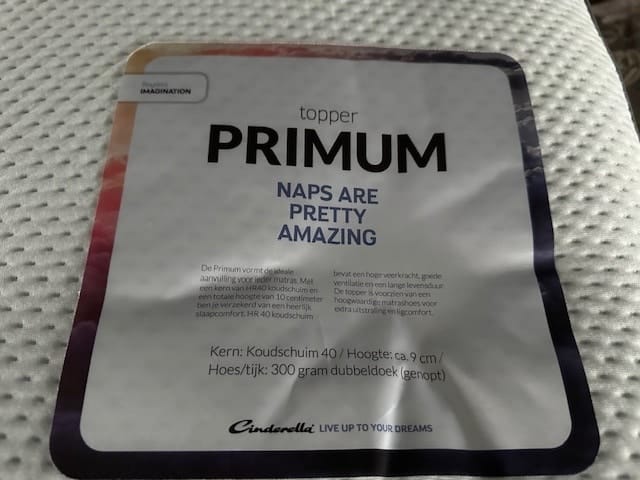 Inspire
IMAGINATION
topper
PRIMUM
NAPS ARE
PRETTY
AMAZING
De Primum vormt de ideale
aanvulling voor ieder matras. Met
een kern van HR40 koudschuim en
een totale hoogte van 10 centimeter
ben je verzekerd van een heerlijk
slaapcomfort. HR 40 koudschuim
bevat een hoge veerkracht, goede
ventilatie en een lange levensduur.
De topper is voorzien van een
hoogwaardige matrashoes voor
extra uitstraling en ligcomfort.
Kern: Koudschuim 40 / Hoogte: ca. 9 cm /
Hoes/tijk: 300 gram dubbeldoek (genopt)
Cinderella LIVE UP TO YOUR DREAMS